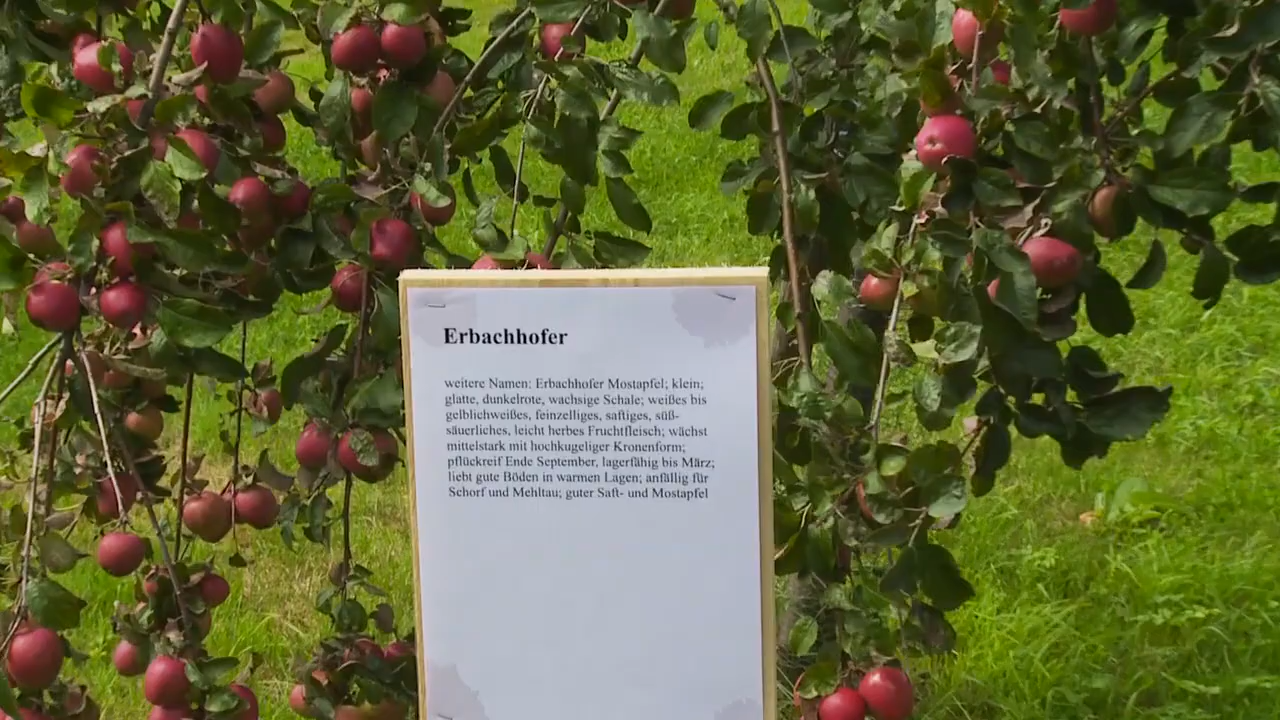 Erbachhofer
weitere Namen: Erbachhofer Mostapfel; klein;
glatte, dunkelrote, wachsige Schale; weißes bis
gelblichweißes, feinzelliges, saftiges, süß-
säuerliches, leicht herbes Fruchtfleisch; wächst
mittelstark mit hochkugeliger Kronenform;
pflückreif Ende September, lagerfähig bis März;
liebt gute Böden in warmen Lagen; anfällig für
Schorf und Mehltau; guter Saft- und Mostapfel